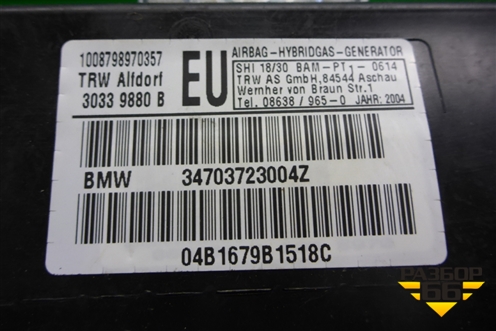 1008798970357
TRW Alfdorf
3033 9880 B
EU
AIRBAG-HYBRIDGAS-GENERATOR
SHI 18/30 BAM-PT1-0614
TRW AS GmbH,84544 Aschau
Wernher von Braun Str.1
Tel.08638/965-0 JAHR:2004
BMW 34703723004Z
04B1679B1518C
РАЗБОР
66